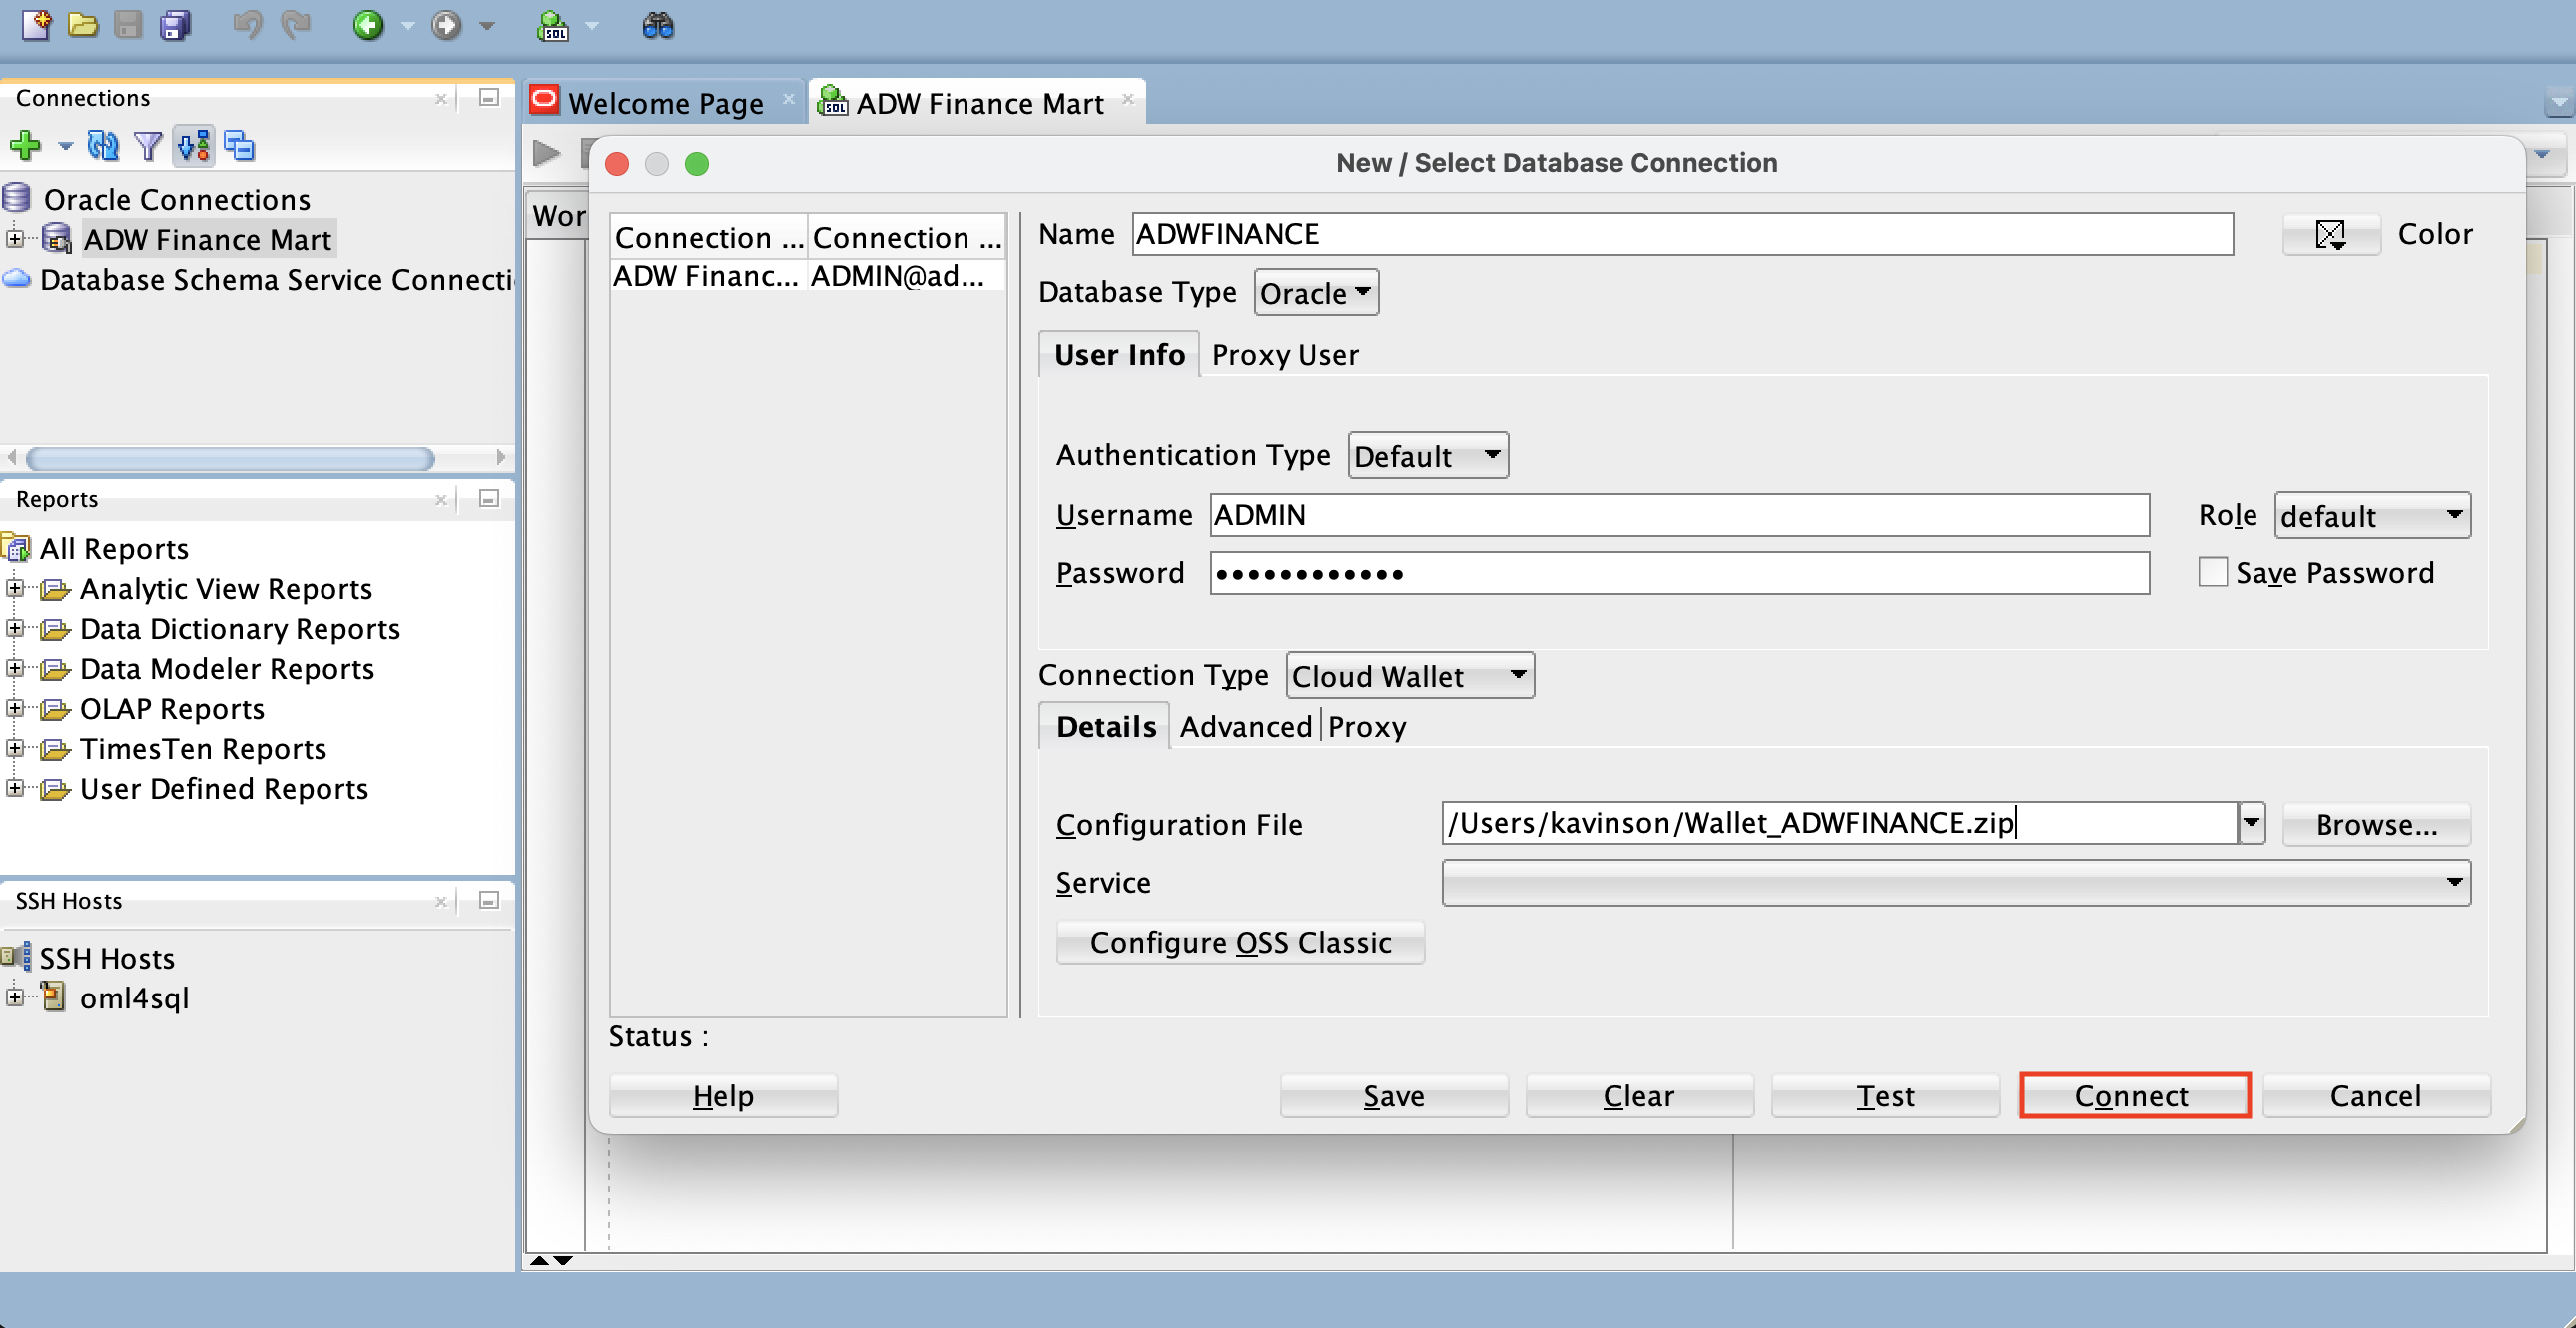 SQL
Connections
Oracle Connections
ADW Finance Mart
Database Schema Service Connecti
Reports
All Reports
Analytic View Reports
Data Dictionary Reports
Data Modeler Reports
OLAP Reports
TimesTen Reports
User Defined Reports
SSH Hosts
SSH Hosts
oml4sql
Welcome Page
SQL ADW Finance Mart
Wor
New / Select Database Connection
Connection ... Connection ...
ADW Financ... ADMIN@ad...
Name ADWFINANCE Color
Database Type Oracle
User Info Proxy User
Authentication Type Default
Username ADMIN Role default
Password •••••••••••• Save Password
Connection Type Cloud Wallet
Details Advanced Proxy
Configuration File /Users/kavinson/Wallet_ADWFINANCE.zip Browse...
Service
Configure OSS Classic
Status :
Help Save Clear Test Connect Cancel